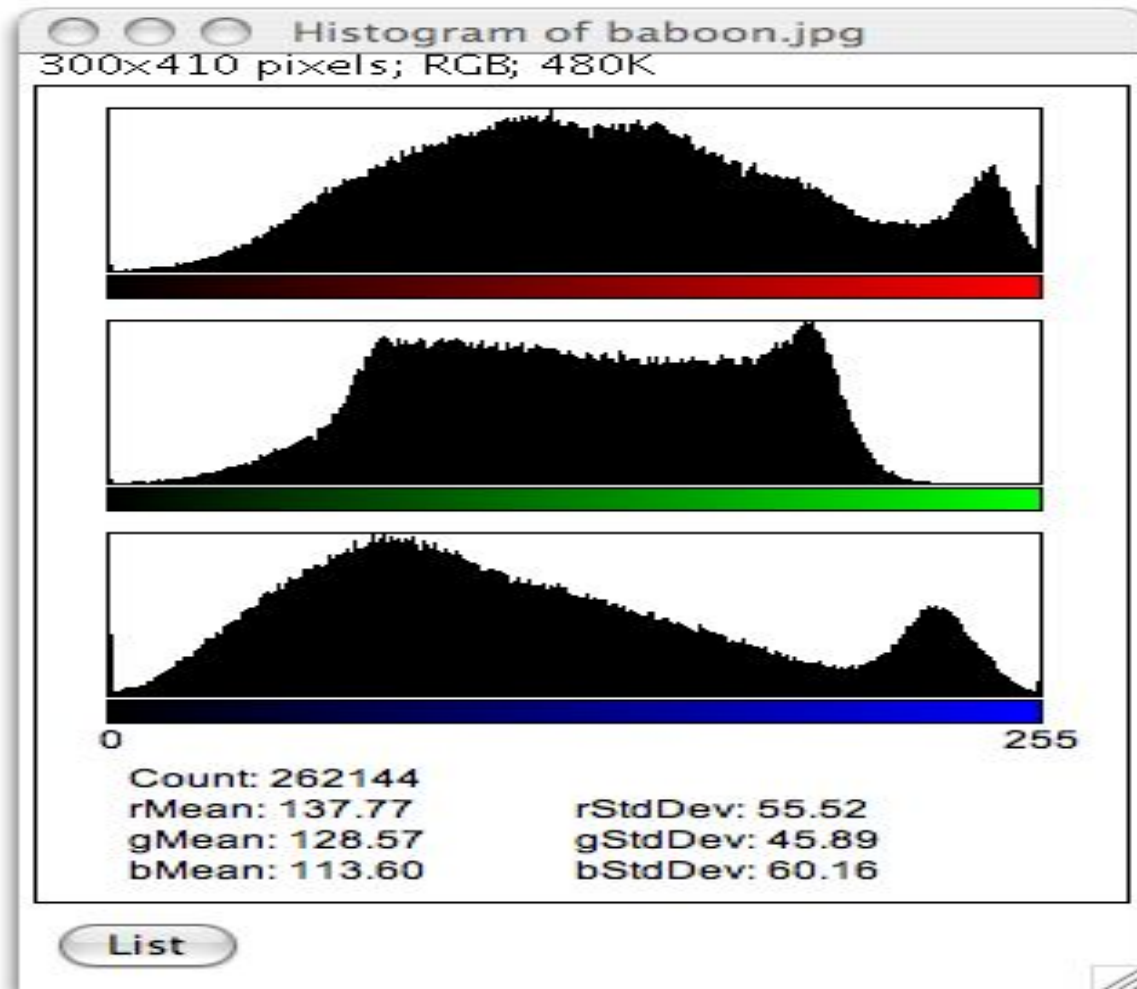 Histogram of baboon.jpg
300x410 pixels; RGB; 480K
0 255
Count: 262144
rMean: 137.77 rStdDev: 55.52
gMean: 128.57 gStdDev: 45.89
bMean: 113.60 bStdDev: 60.16
List